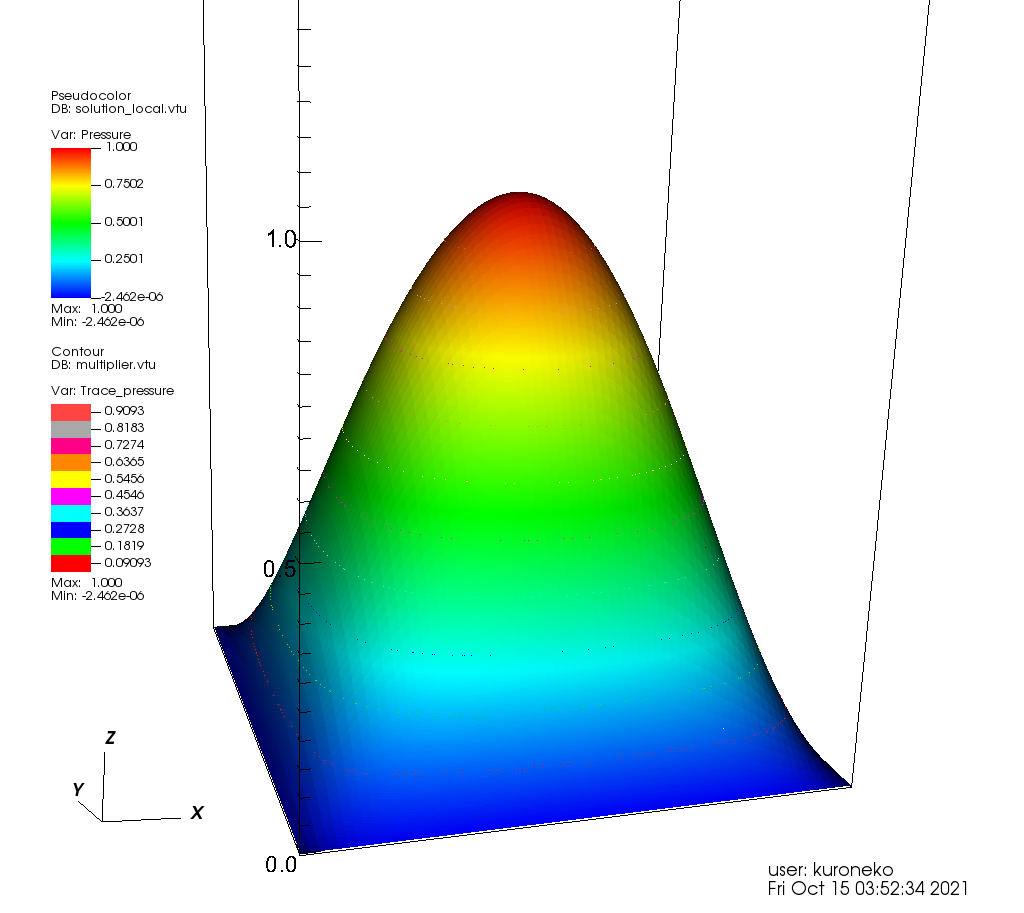 Pseudocolor
DB: solution_local.vtu
Var: Pressure
1.000
0.7502
0.5001
0.2501
-2.462e-06
Max: 1.000
Min: -2.462e-06
Contour
DB: multiplier.vtu
Var: Trace_pressure
0.9093
0.8183
0.7274
0.6365
0.5456
0.4546
0.3637
0.2728
0.1819
0.09093
Max: 1.000
Min: -2.462e-06
1.0
0.5
0.0
Z
Y
X
user: kuroneko
Fri Oct 15 03:52:34 2021